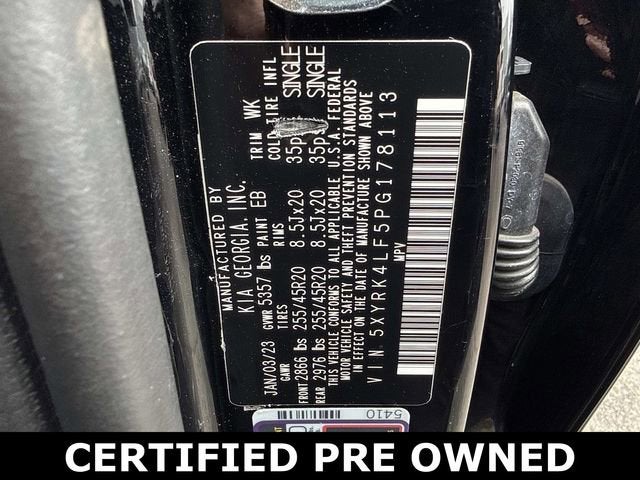 MANUFACTURED BY
KIA GEORGIA, INC.
JAN/03/23 GVWR 5357 lbs PAINT EB TRIM WK
GAWR TIRES RIMS COLD TIRE INFL
FRONT 2866 lbs 255/45R20 8.5Jx20 35p SINGLE
REAR 2976 lbs 255/45R20 8.5Jx20 35p SINGLE
THIS VEHICLE CONFORMS TO ALL APPLICABLE U.S.A. FEDERAL
MOTOR VEHICLE SAFETY AND THEFT PREVENTION STANDARDS
IN EFFECT ON THE DATE OF MANUFACTURE SHOWN ABOVE
VIN 5XYRK4LF5PG178113
MPV
5410
CERTIFIED PRE OWNED